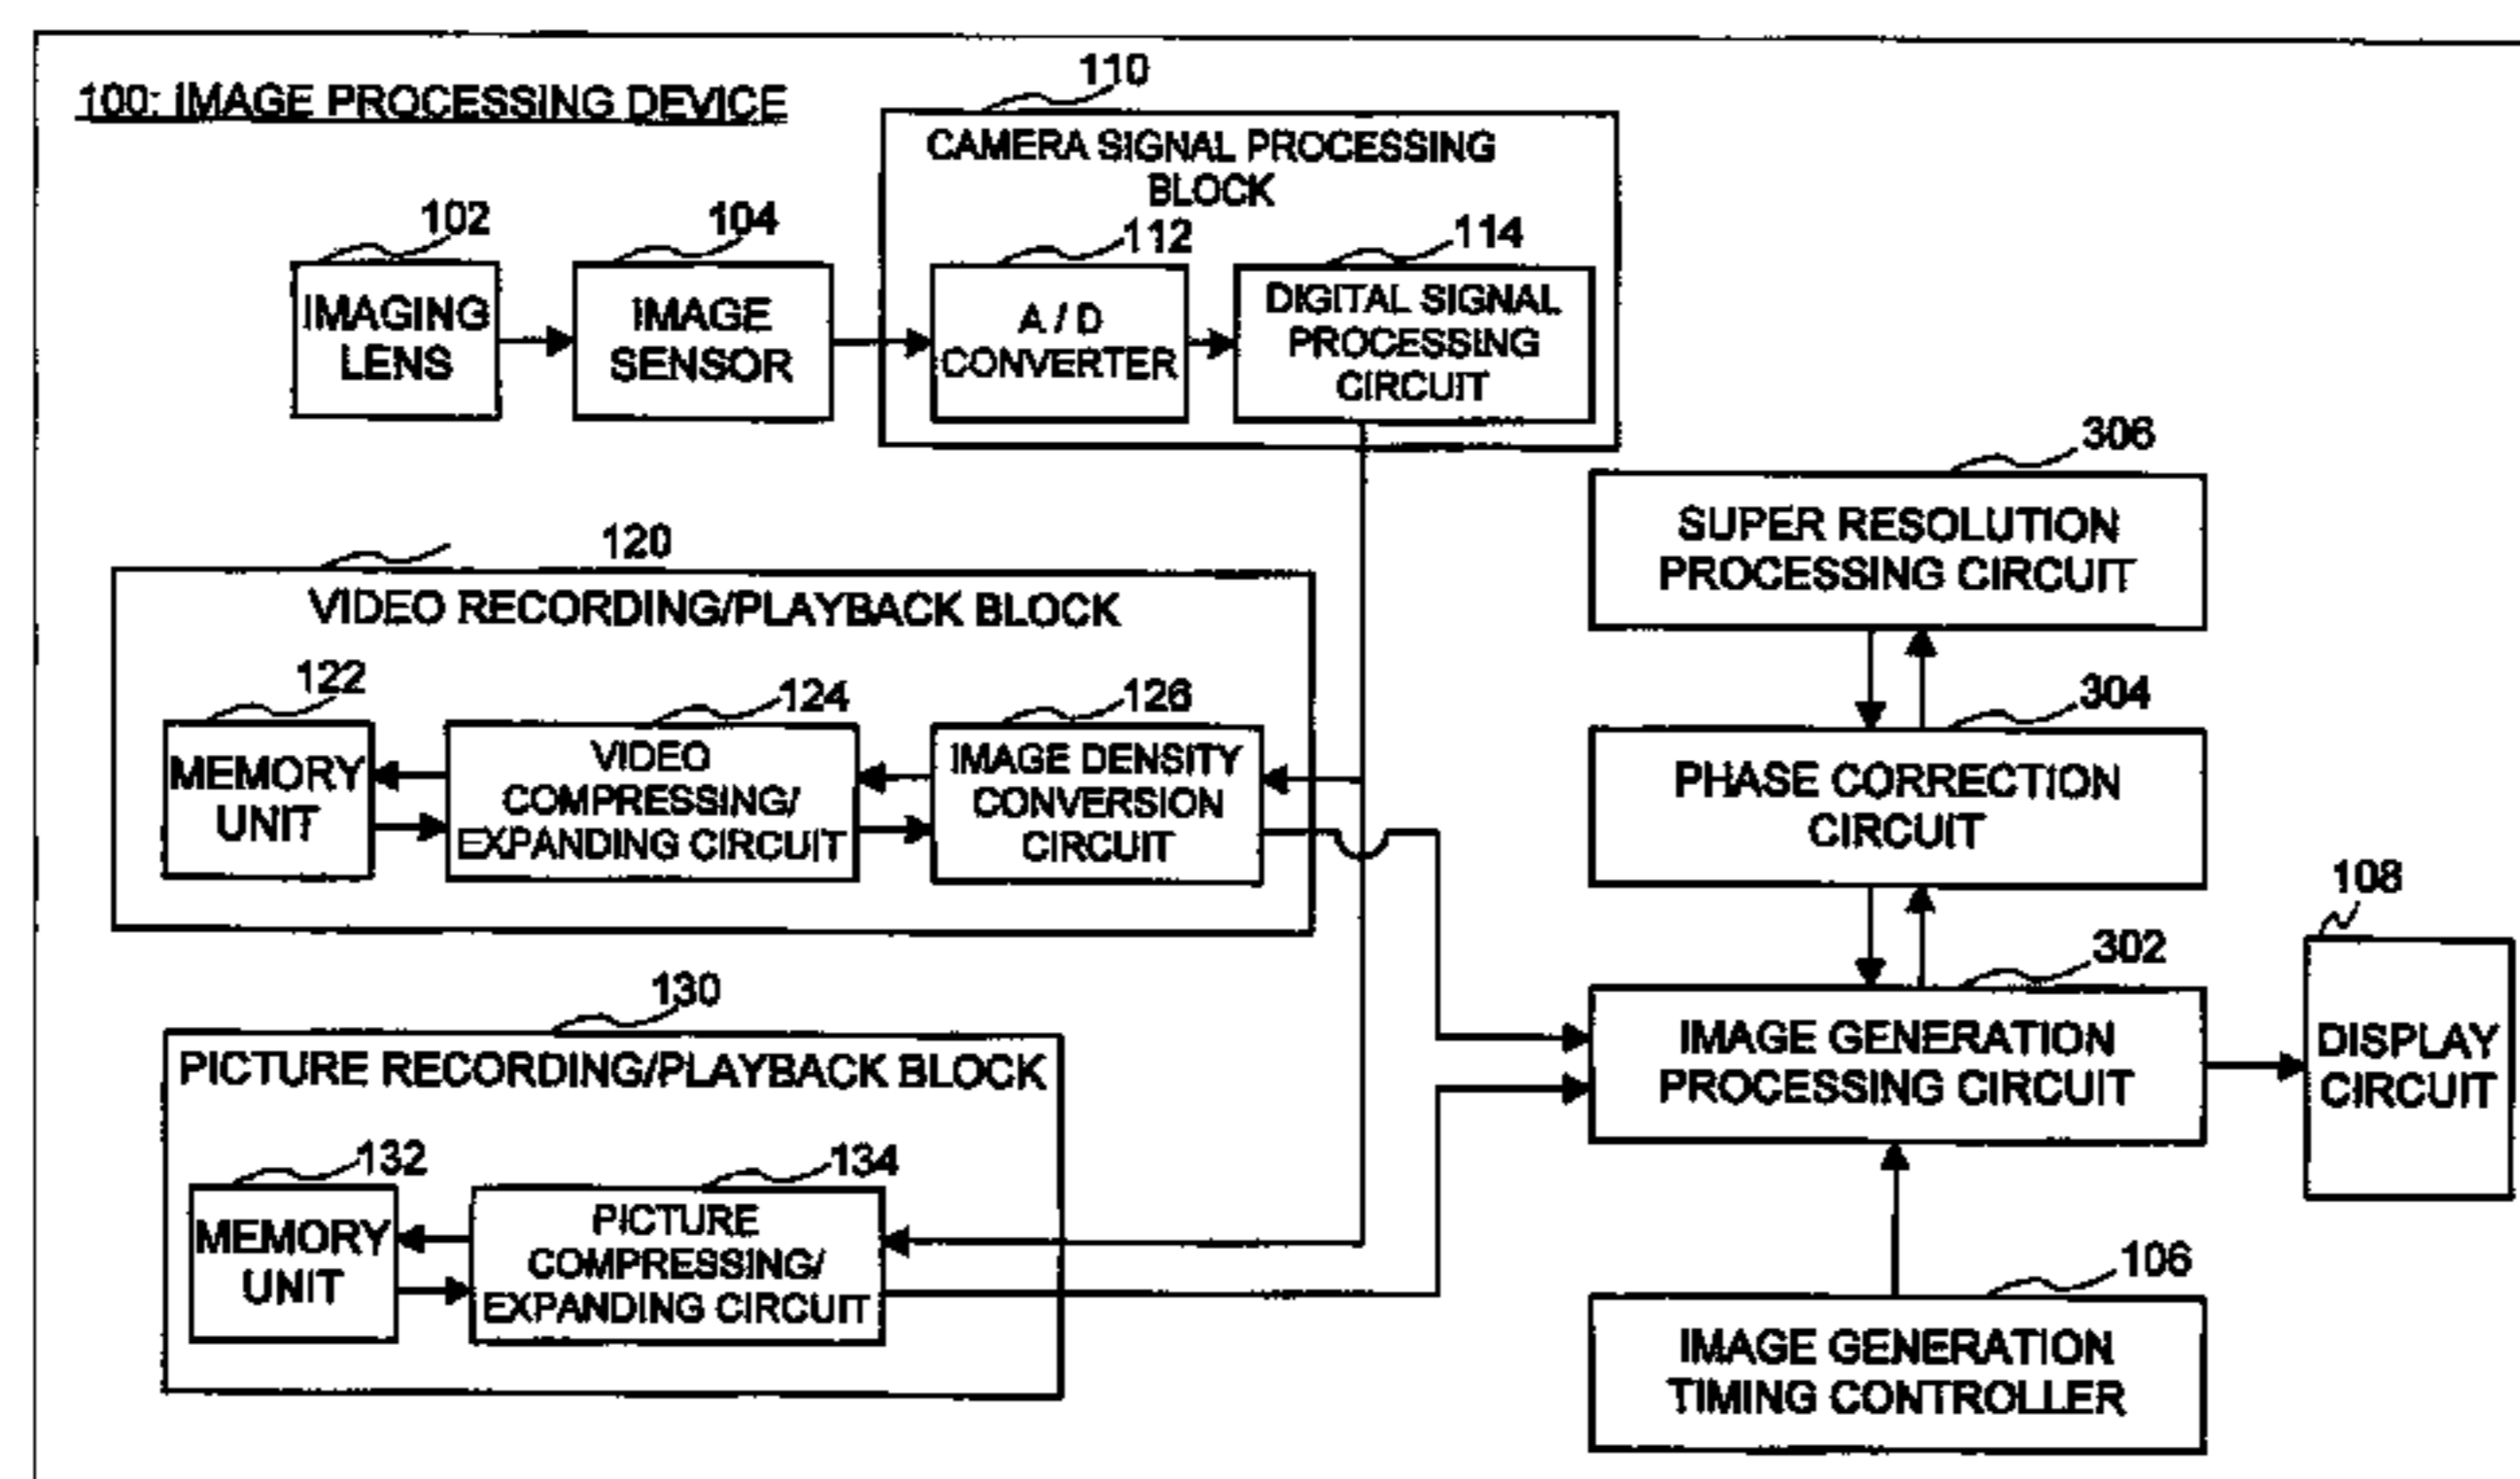 100: IMAGE PROCESSING DEVICE
110
CAMERA SIGNAL PROCESSING
BLOCK
102
IMAGING
LENS
104
IMAGE
SENSOR
112
A / D
CONVERTER
114
DIGITAL SIGNAL
PROCESSING
CIRCUIT
306
SUPER RESOLUTION
PROCESSING CIRCUIT
120
VIDEO RECORDING/PLAYBACK BLOCK
122
MEMORY
UNIT
124
VIDEO
COMPRESSING/
EXPANDING CIRCUIT
126
IMAGE DENSITY
CONVERSION
CIRCUIT
304
PHASE CORRECTION
CIRCUIT
108
DISPLAY
CIRCUIT
302
IMAGE GENERATION
PROCESSING CIRCUIT
130
PICTURE RECORDING/PLAYBACK BLOCK
132
MEMORY
UNIT
134
PICTURE
COMPRESSING/
EXPANDING CIRCUIT
106
IMAGE GENERATION
TIMING CONTROLLER